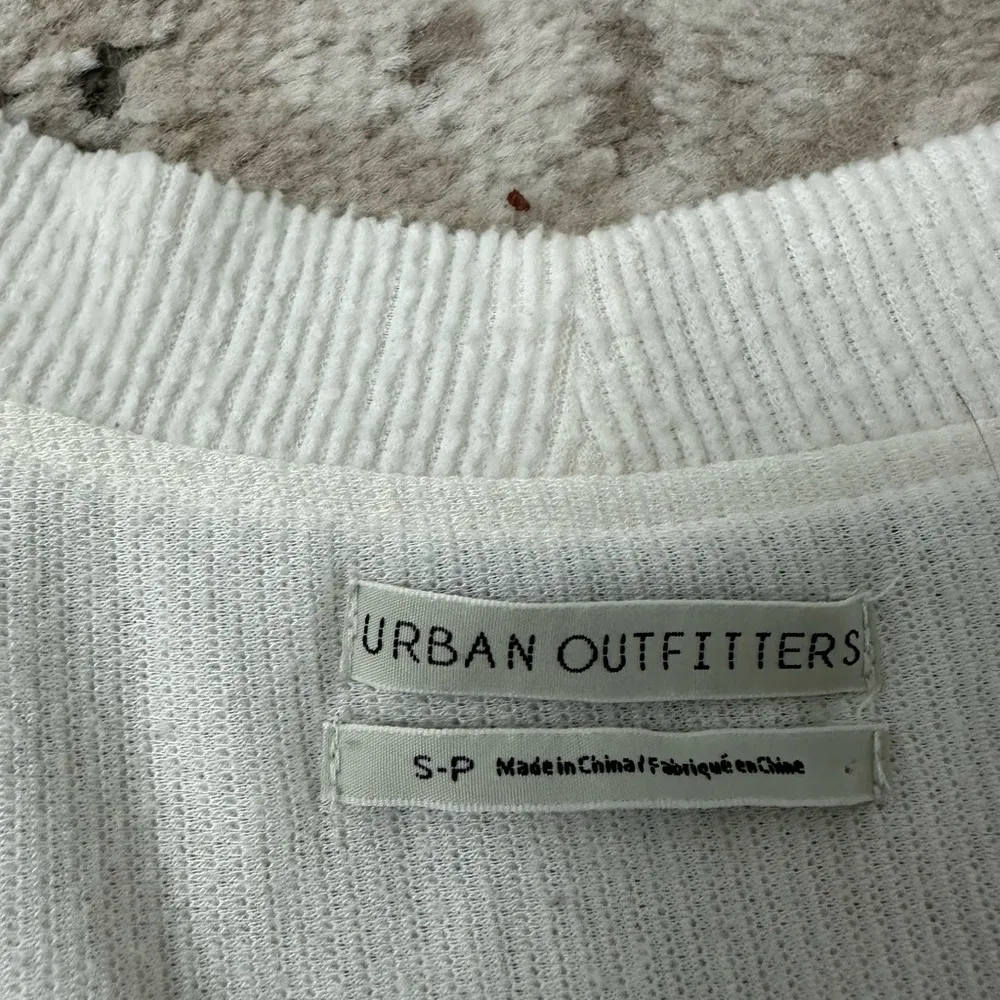 URBAN OUTFITTERS
S-P Made in China / Fabriqué en Chine